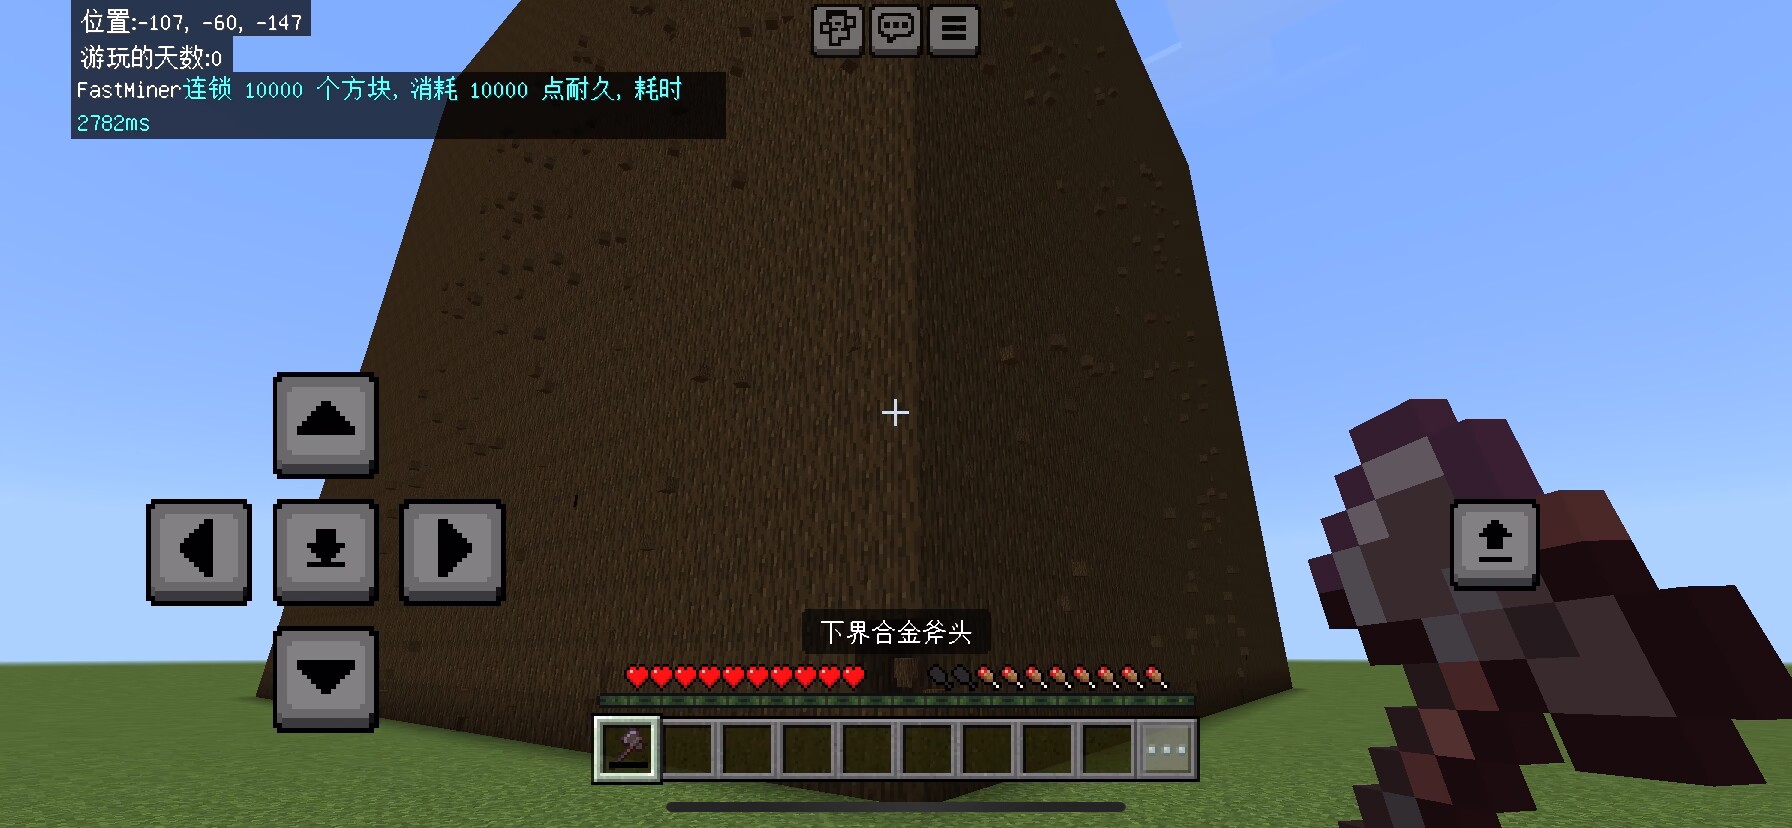 位置:-107, -60, -147
游玩的天数:0
FastMiner连锁 10000 个方块, 消耗 10000 点耐久, 耗时
2782ms
下界合金斧头